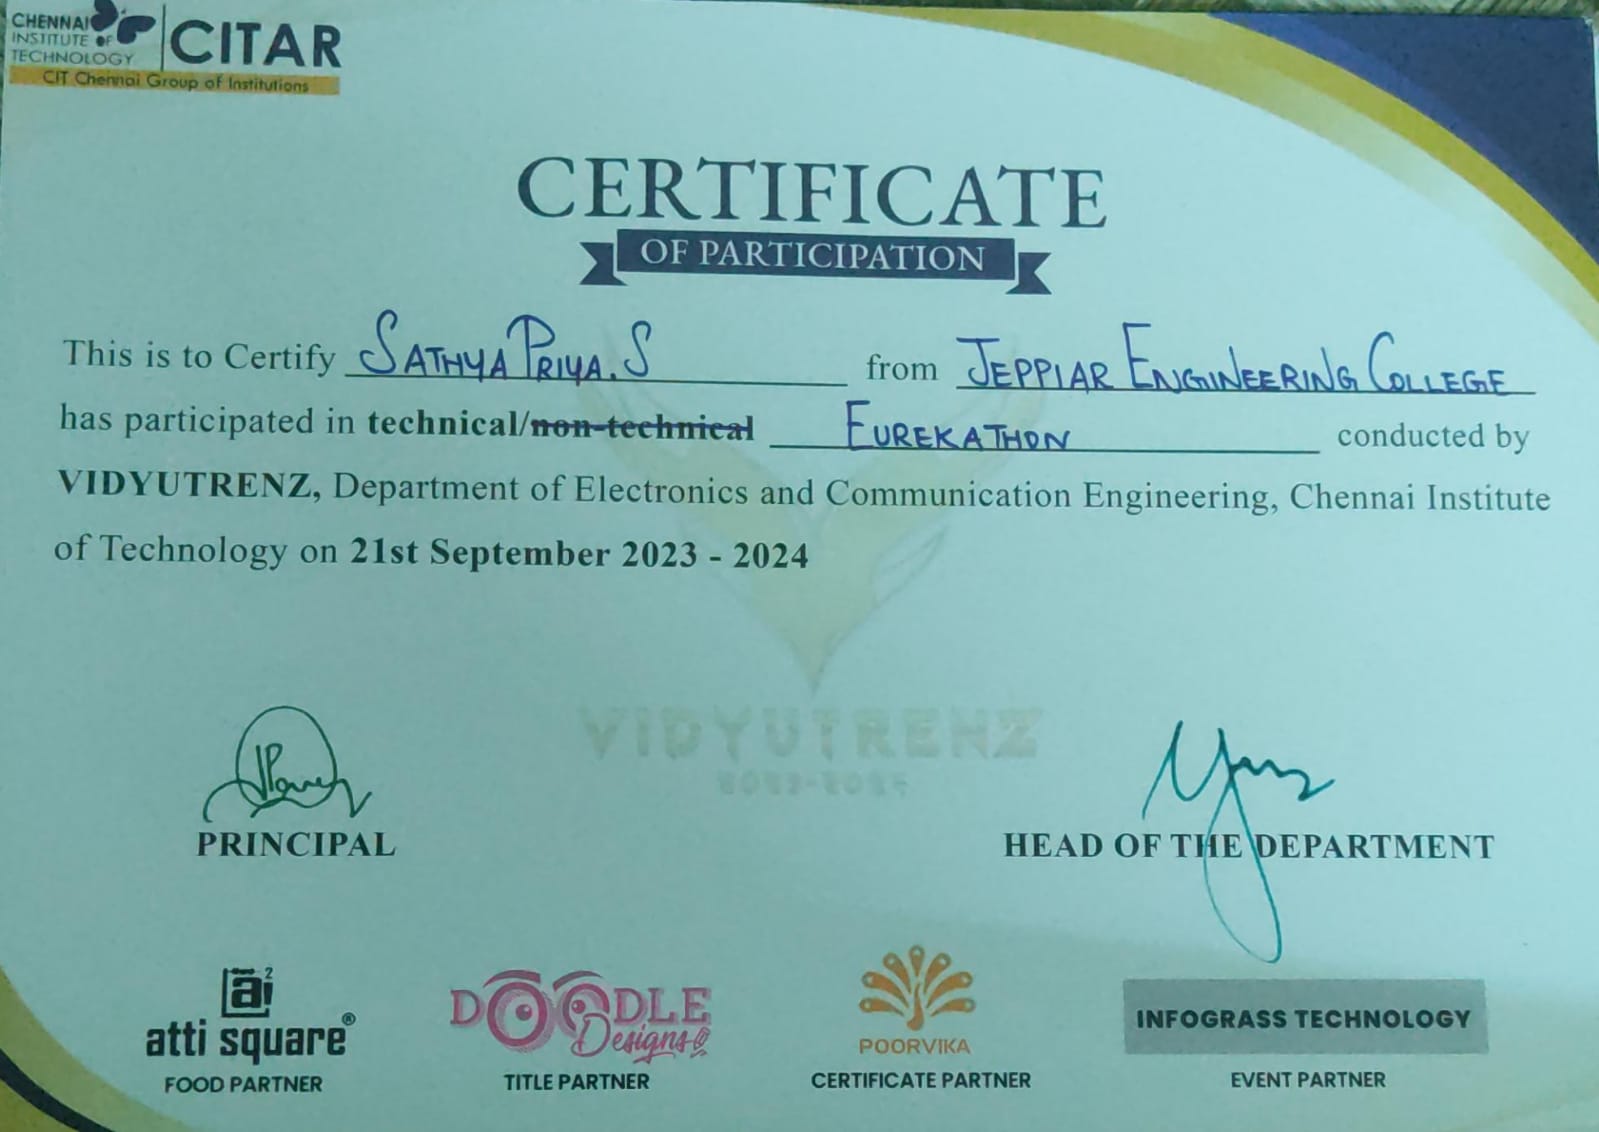 CHENNAI
INSTITUTE OF
TECHNOLOGY
CITAR
CIT Chennai Group of Institutions
CERTIFICATE
OF PARTICIPATION
This is to Certify SATHYA PRIYA.S from JEPPIAR ENGINEERING COLLEGE
has participated in technical/non-technical EUREKATHON conducted by
VIDYUTRENZ, Department of Electronics and Communication Engineering, Chennai Institute
of Technology on 21st September 2023 - 2024
VIDYUTRENZ
PRINCIPAL
HEAD OF THE DEPARTMENT
ai²
atti square®
FOOD PARTNER
DOODLE
Designs
TITLE PARTNER
POORVIKA
CERTIFICATE PARTNER
INFOGRASS TECHNOLOGY
EVENT PARTNER